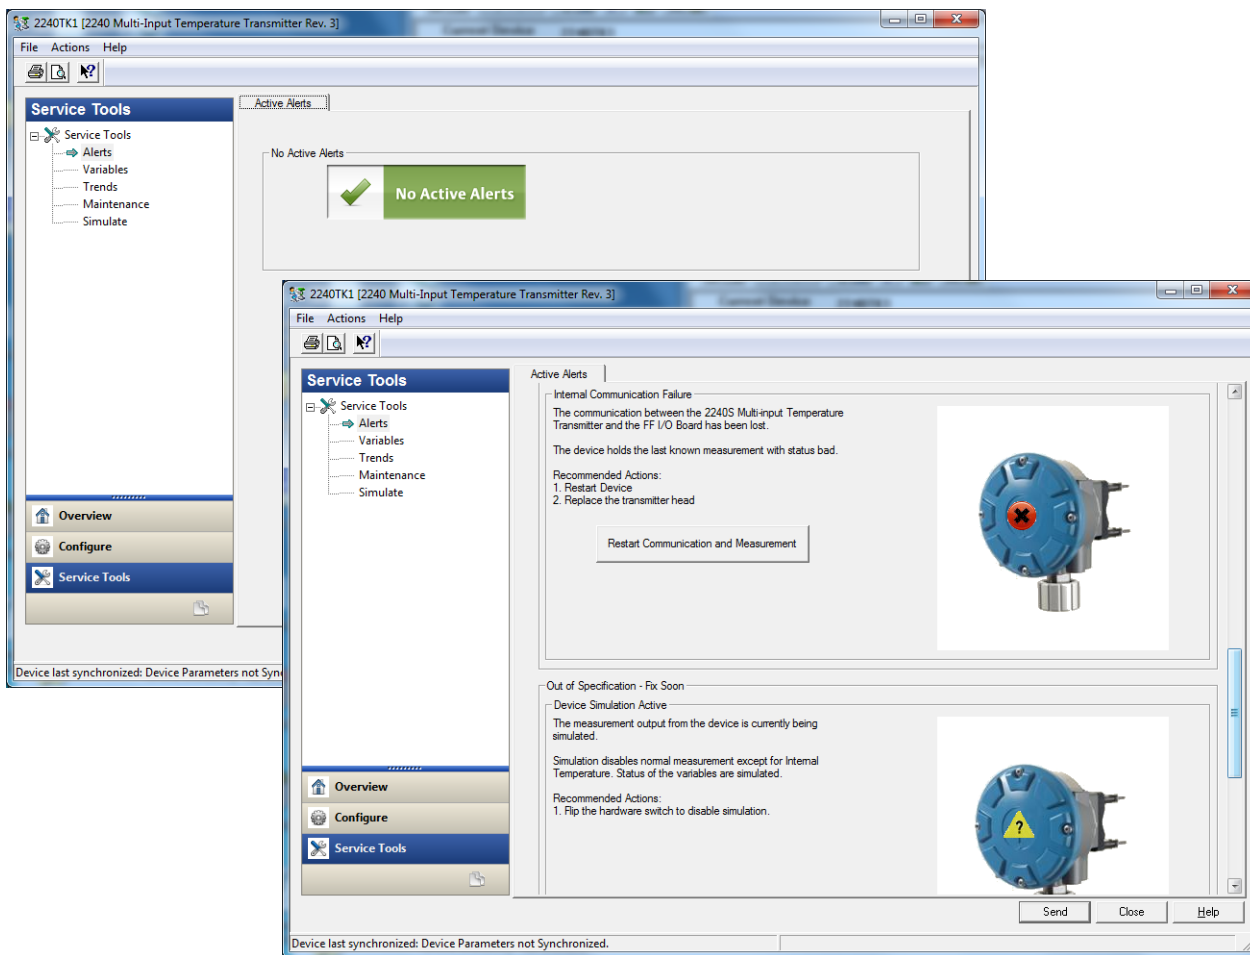 2240TK1 [2240 Multi-Input Temperature Transmitter Rev. 3]
File Actions Help
Service Tools
Service Tools
Alerts
Variables
Trends
Maintenance
Simulate
Overview
Configure
Service Tools
Active Alerts
No Active Alerts
No Active Alerts
Device last synchronized: Device Parameters not Syn
2240TK1 [2240 Multi-Input Temperature Transmitter Rev. 3]
File Actions Help
Service Tools
Service Tools
Alerts
Variables
Trends
Maintenance
Simulate
Overview
Configure
Service Tools
Active Alerts
Internal Communication Failure
The communication between the 2240S Multi-input Temperature
Transmitter and the FF I/O Board has been lost.
The device holds the last known measurement with status bad.
Recommended Actions:
1. Restart Device
2. Replace the transmitter head
Restart Communication and Measurement
Out of Specification - Fix Soon
Device Simulation Active
The measurement output from the device is currently being
simulated.
Simulation disables normal measurement except for Internal
Temperature. Status of the variables are simulated.
Recommended Actions:
1. Flip the hardware switch to disable simulation.
Send Close Help
Device last synchronized: Device Parameters not Synchronized.